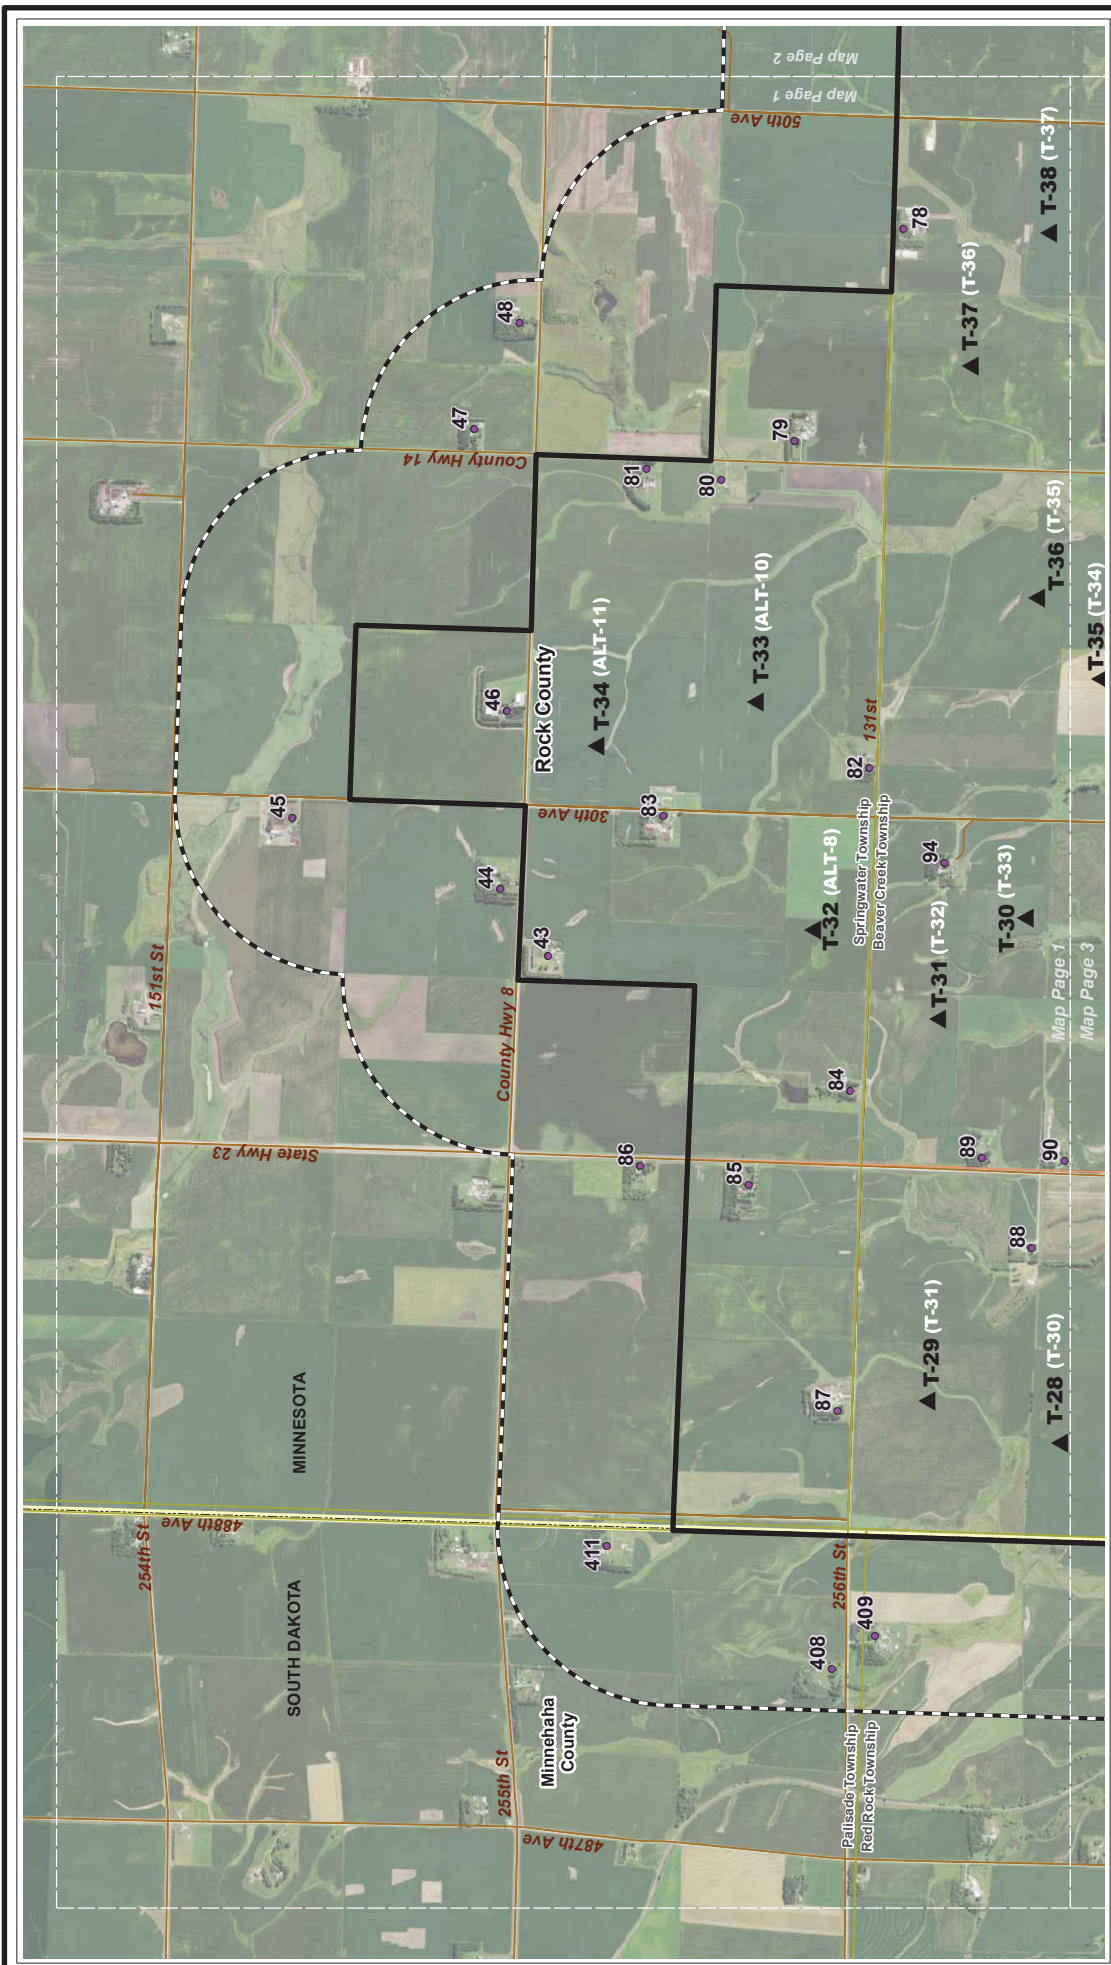 Map Page 1
151st St
254th St
488th Ave
State Hwy 23
MINNESOTA
SOUTH DAKOTA
45
47
48
County Hwy 14
46
44
43
County Hwy 8
Rock County
255th St
487th Ave
Minnehaha
County
30th Ave
T-34 (ALT-11)
81
80
83
86
411
50th Ave
Map Page 2
Map Page 1
79
T-33 (ALT-10)
85
84
87
T-32 (ALT-8)
82
131st
256th St
408
409
Springwater Township
Beaver Creek Township
Palisade Township
Red Rock Township
78
T-37 (T-36)
T-38 (T-37)
94
T-31 (T-32)
T-30 (T-33)
T-29 (T-31)
89
90
88
T-28 (T-30)
T-36 (T-35)
T-35 (T-34)
Map Page 1
Map Page 3